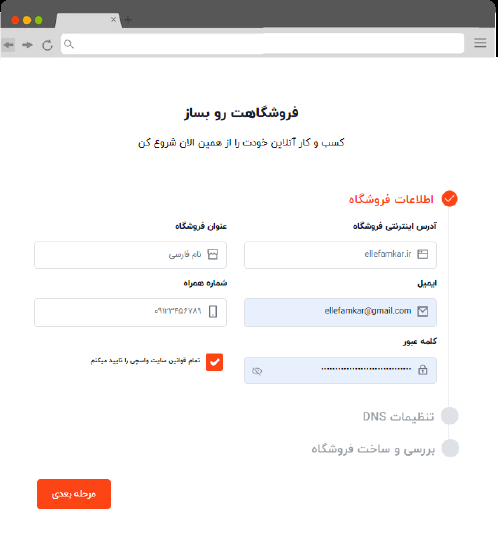 فروشگاهت رو بساز
کسب و کار آنلاین خودت را از همین الان شروع کن
اطلاعات فروشگاه
آدرس اینترنتی فروشگاه
ellefamkar.ir
عنوان فروشگاه
نام فارسی
ایمیل
ellefamkar@gmail.com
شماره همراه
۰۹۱۲۳۴۵۶۷۸۹
کلمه عبور
تمام قوانین سایت واسچی را تایید میکنم
تنظیمات DNS
بررسی و ساخت فروشگاه
مرحله بعدی